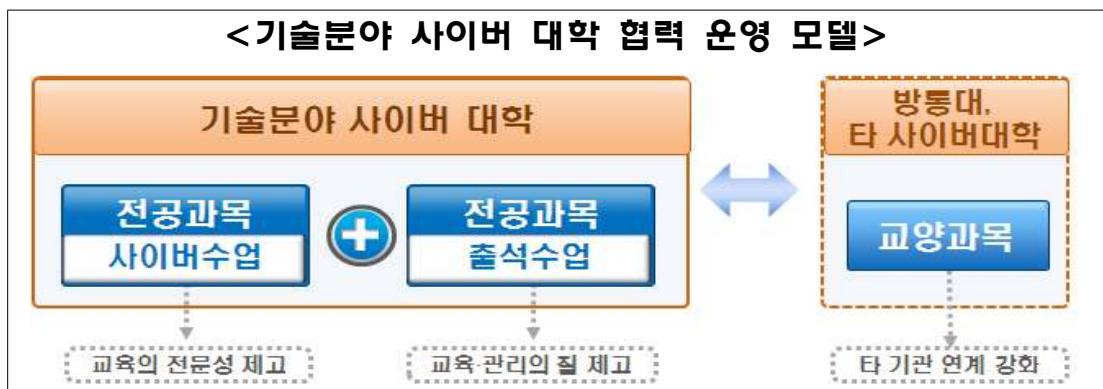 <기술분야 사이버 대학 협력 운영 모델>
기술분야 사이버 대학
전공과목
사이버수업
전공과목
출석수업
교육의 전문성 제고
교육·관리의 질 제고
방통대,
타 사이버대학
교양과목
타 기관 연계 강화